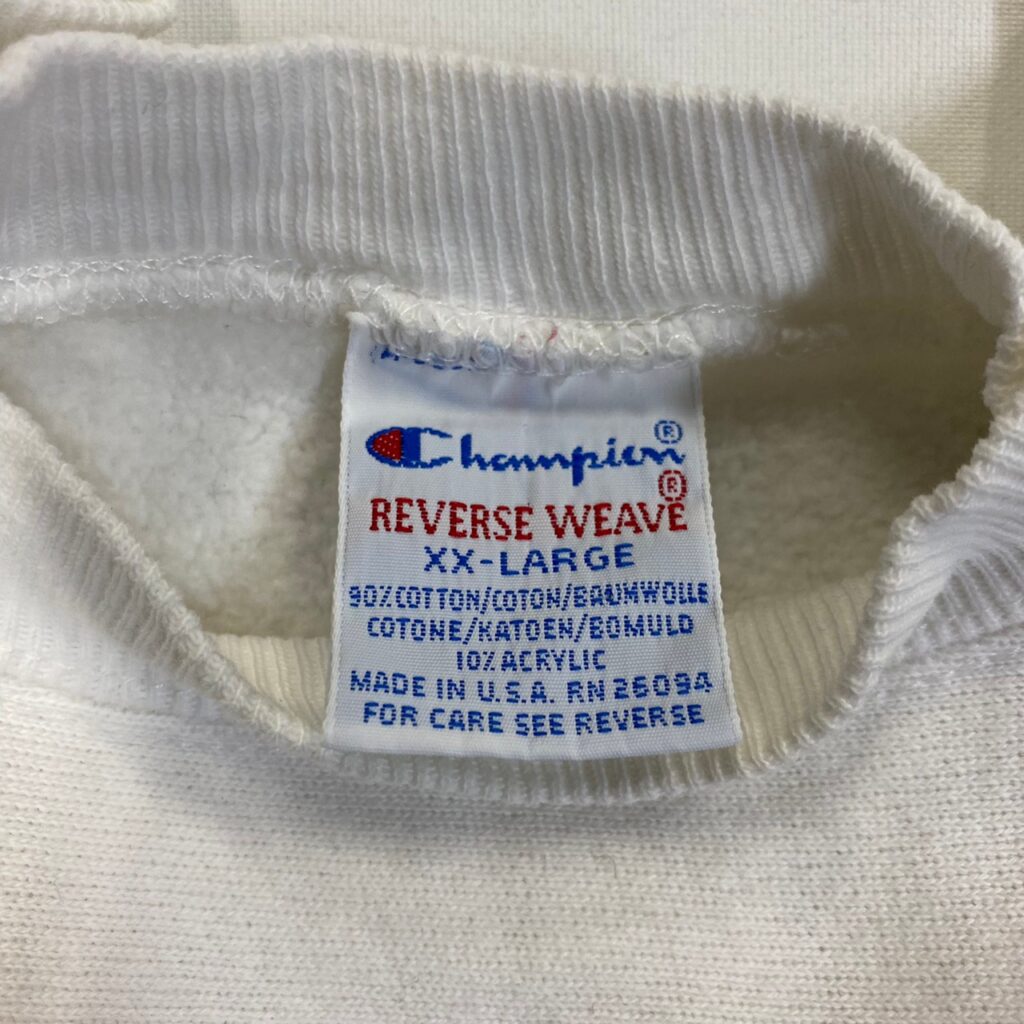 Champion®
REVERSE WEAVE®
XX-LARGE
90% COTTON/COTON/BAUMWOLLE
COTONE/KATOEN/BOMULD
10% ACRYLIC
MADE IN U.S.A. RN 26094
FOR CARE SEE REVERSE